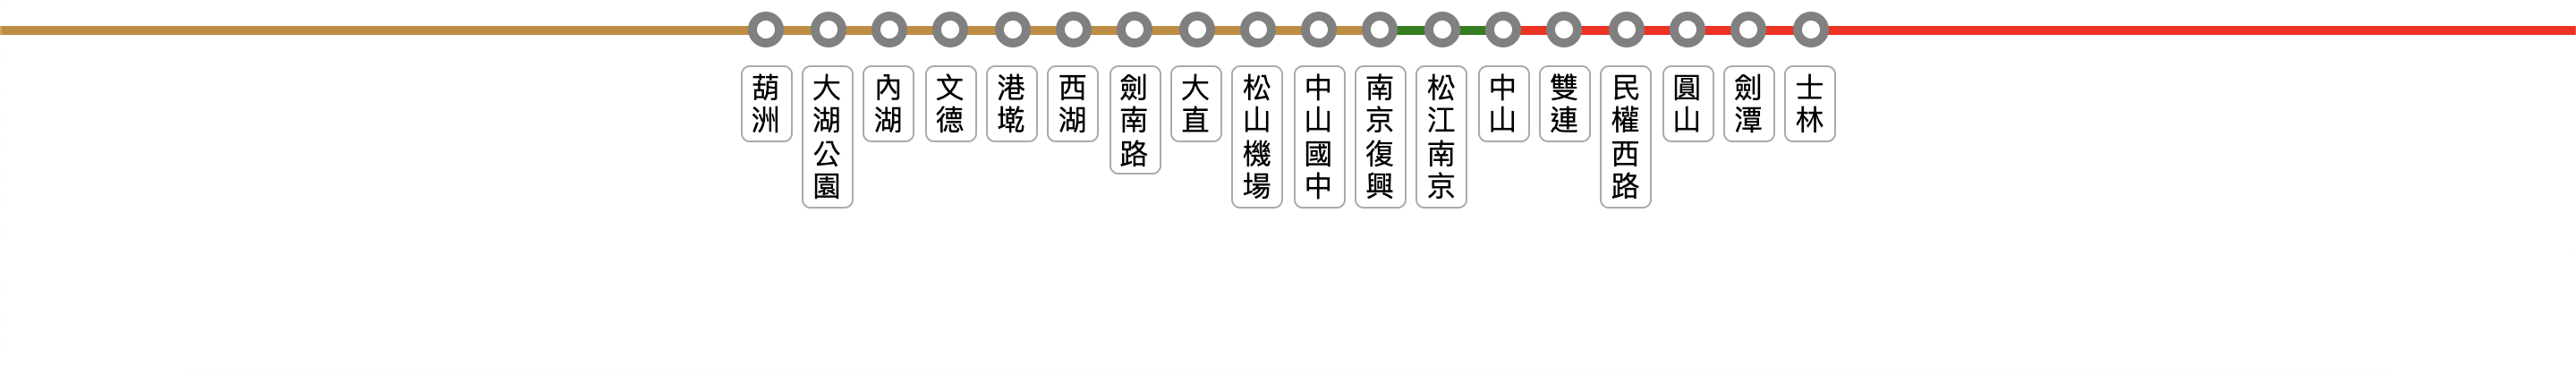 葫洲
大湖公園
內湖
文德
港墘
西湖
劍南路
大直
松山機場
中山國中
南京復興
松江南京
中山
雙連
民權西路
圓山
劍潭
士林